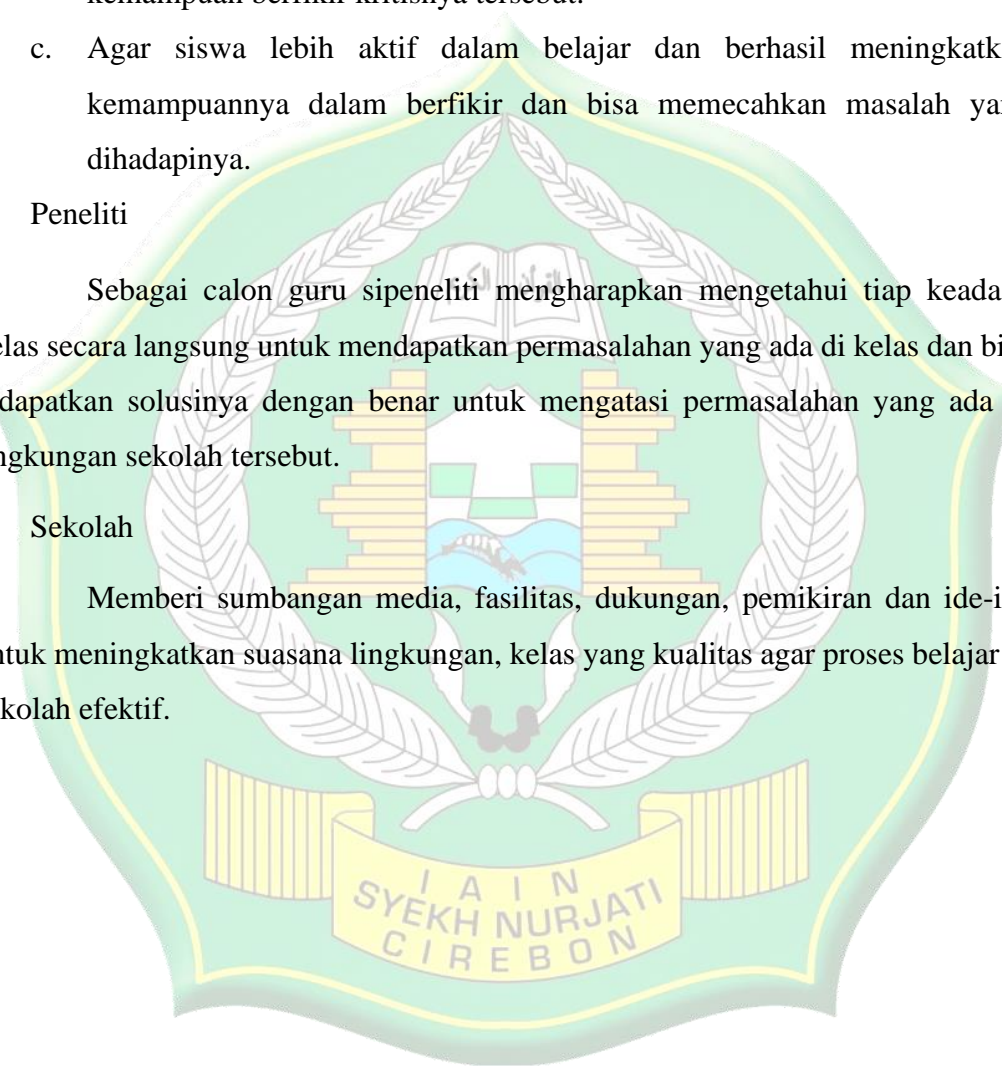 kemampuan berfikir kritisnya tersebut.
c. Agar siswa lebih aktif dalam belajar dan berhasil meningkatk
kemampuannya dalam berfikir dan bisa memecahkan masalah yan
dihadapinya.
Peneliti
Sebagai calon guru sipeneliti mengharapkan mengetahui tiap keada
elas secara langsung untuk mendapatkan permasalahan yang ada di kelas dan bi
dapatkan solusinya dengan benar untuk mengatasi permasalahan yang ada
ngkungan sekolah tersebut.
Sekolah
Memberi sumbangan media, fasilitas, dukungan, pemikiran dan ide-i
ntuk meningkatkan suasana lingkungan, kelas yang kualitas agar proses belajar
kolah efektif.
IAIN
SYEKH NURJATI
CIREBON